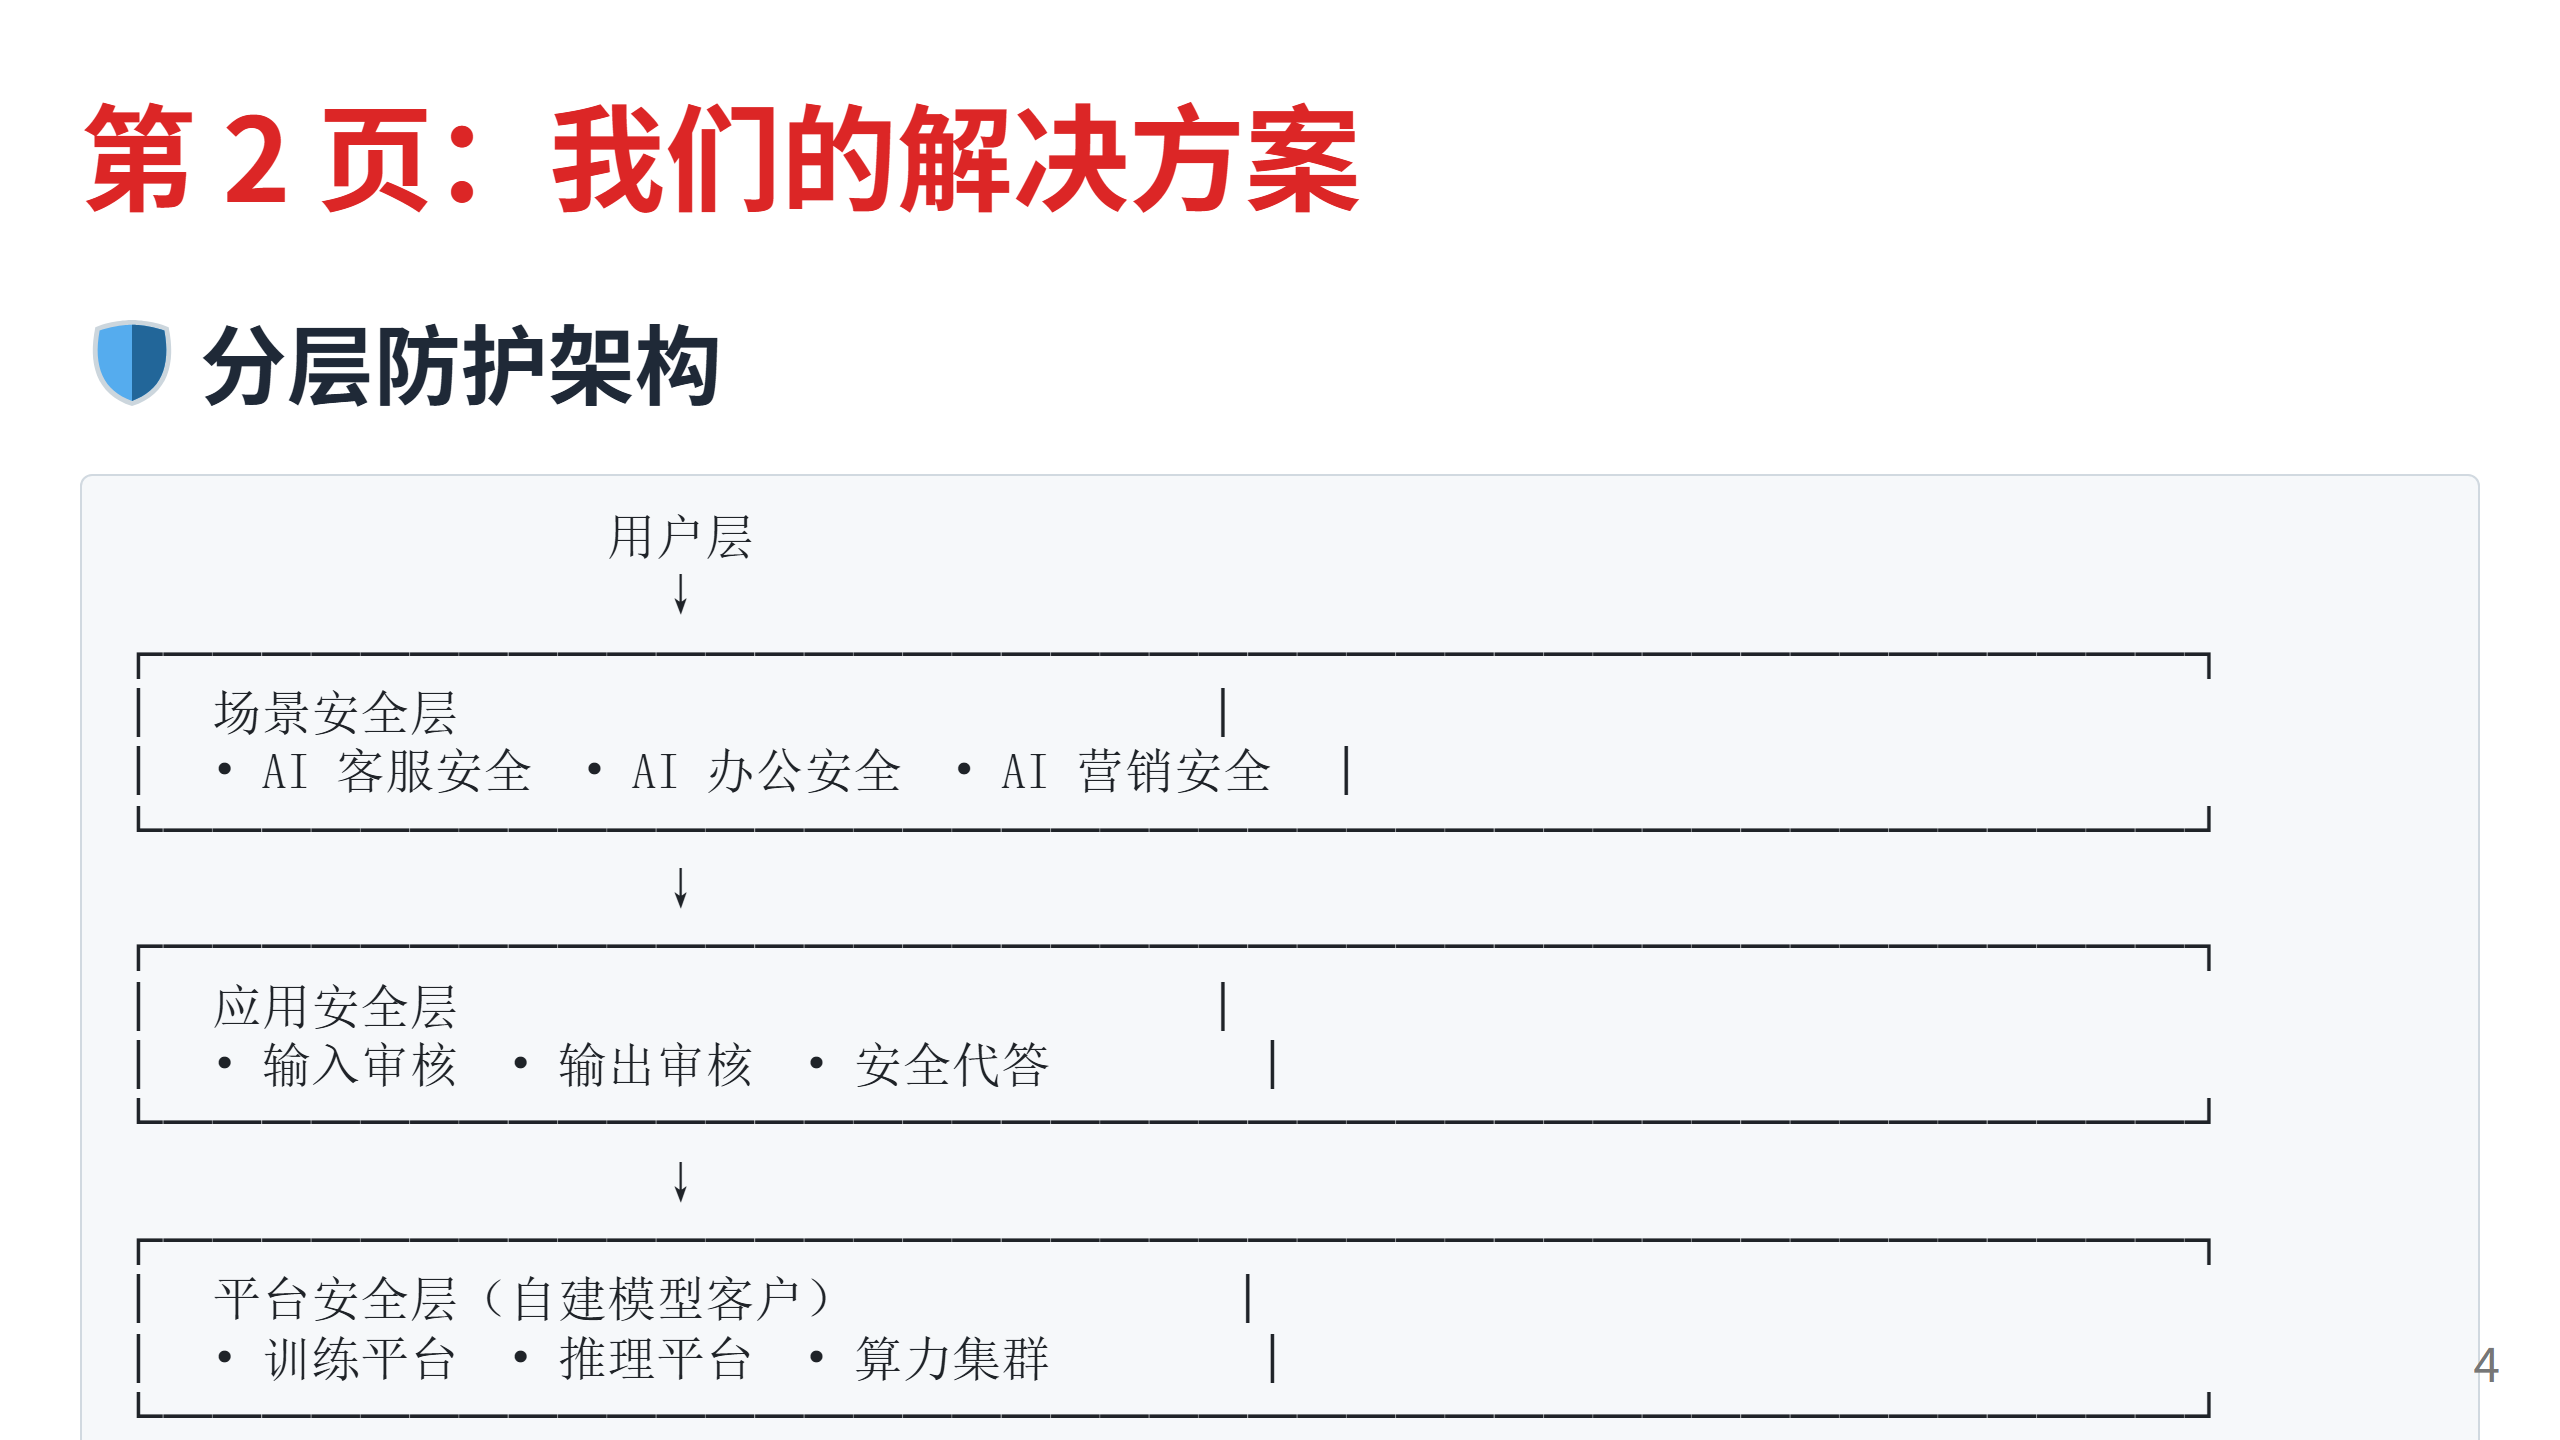 第 2 页：我们的解决方案
🛡️ 分层防护架构
用户层
↓
场景安全层
• AI 客服安全 • AI 办公安全 • AI 营销安全
↓
应用安全层
• 输入审核 • 输出审核 • 安全代答
↓
平台安全层（自建模型客户）
• 训练平台 • 推理平台 • 算力集群
4